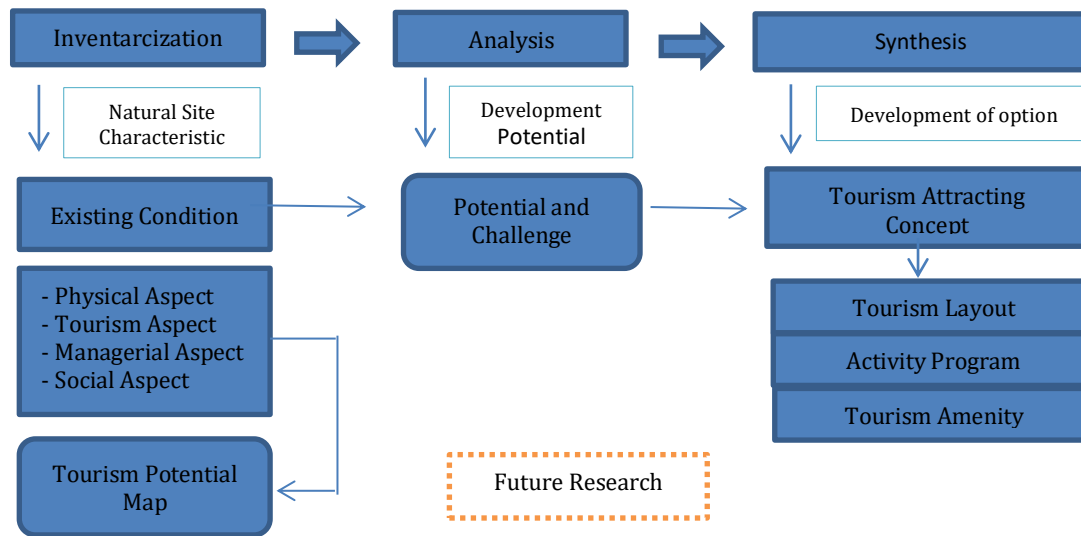 Inventarcization
Analysis
Synthesis
Natural Site
Characteristic
Development
Potential
Development of option
Existing Condition
Potential and
Challenge
Tourism Attracting
Concept
- Physical Aspect
- Tourism Aspect
- Managerial Aspect
- Social Aspect
Tourism Layout
Activity Program
Tourism Amenity
Tourism Potential
Map
Future Research